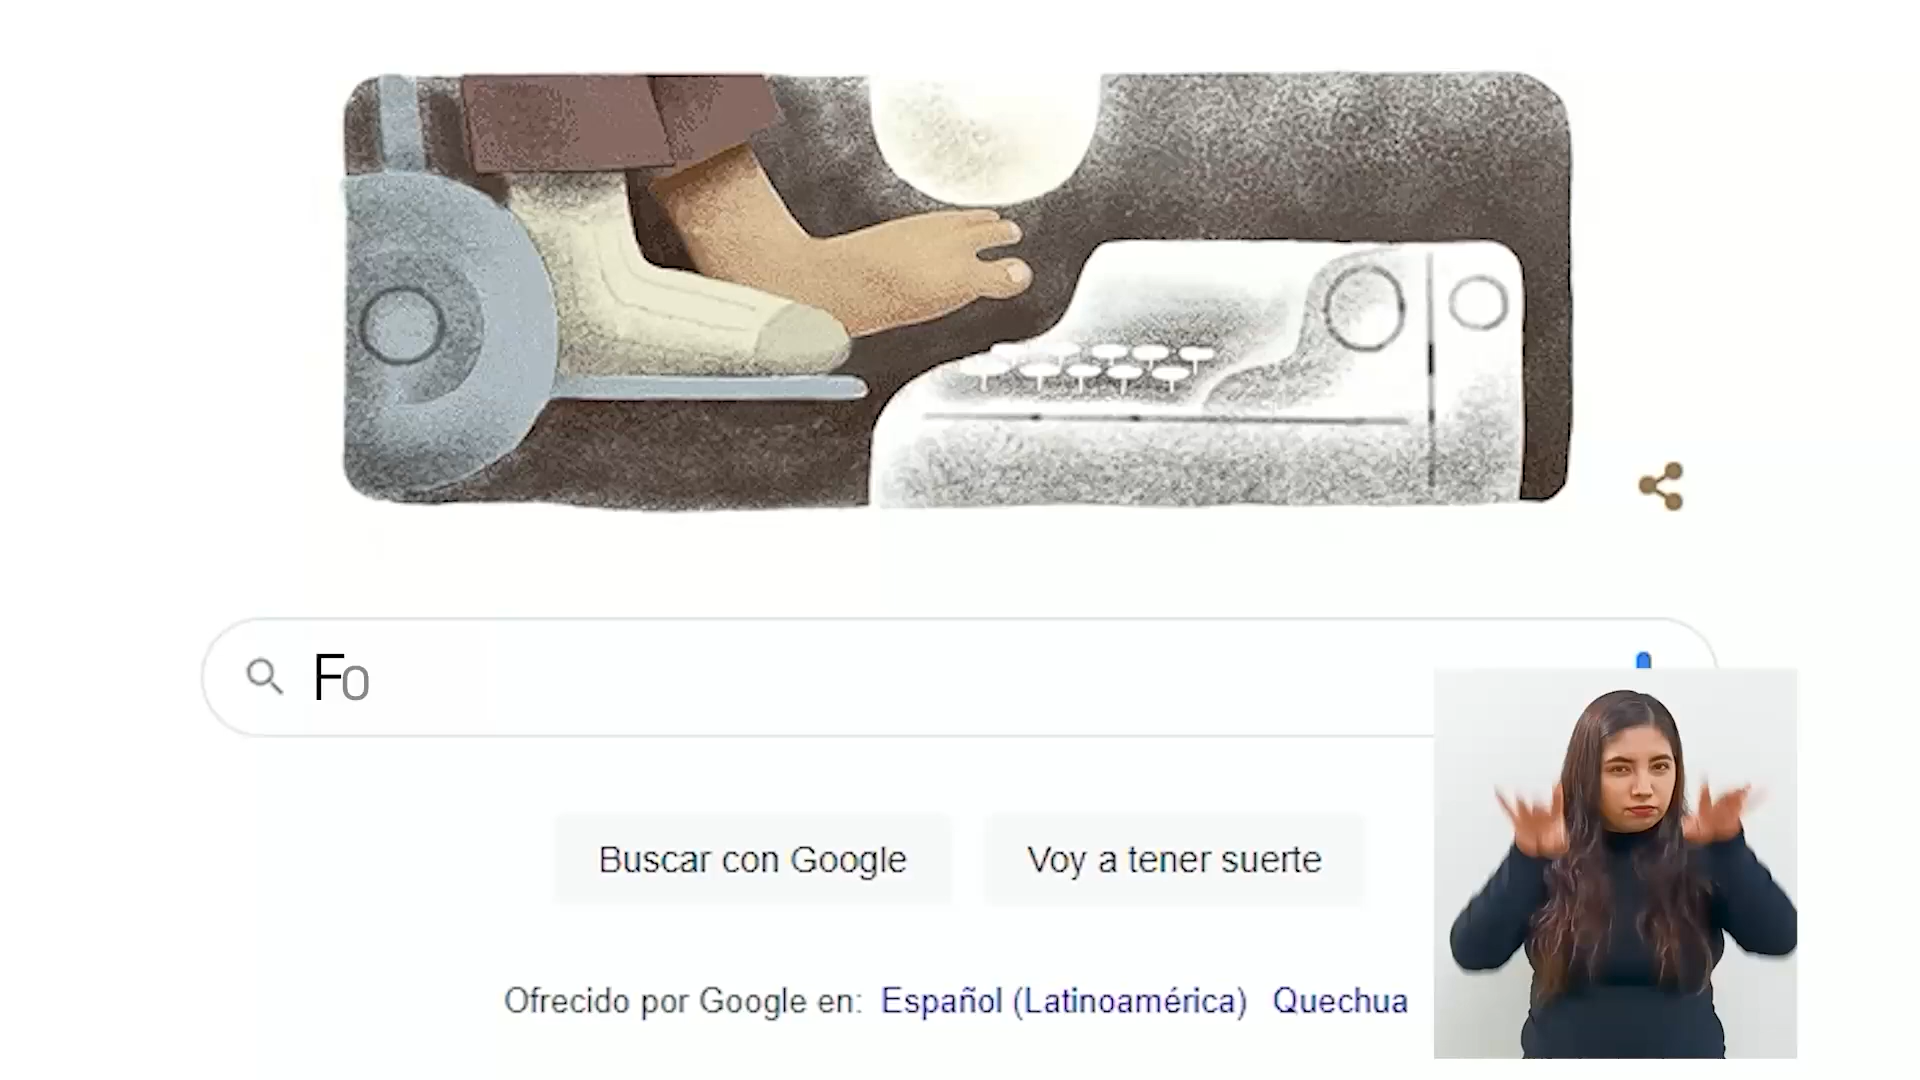 Fo
Buscar con Google Voy a tener suerte
Ofrecido por Google en: Español (Latinoamérica) Quechua